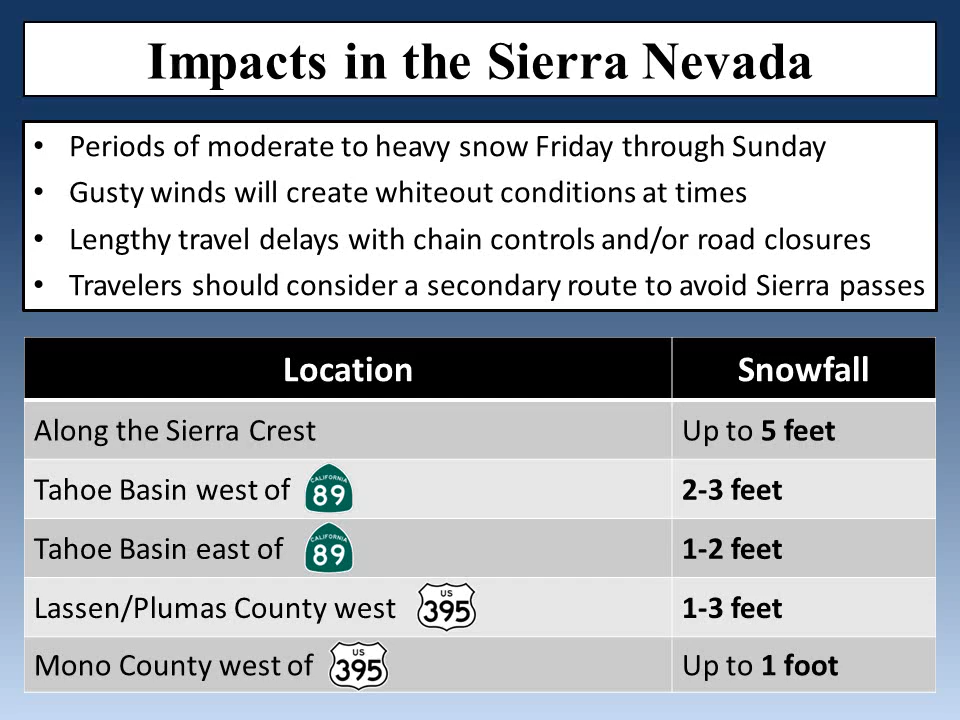 Impacts in the Sierra Nevada
• Periods of moderate to heavy snow Friday through Sunday
• Gusty winds will create whiteout conditions at times
• Lengthy travel delays with chain controls and/or road closures
• Travelers should consider a secondary route to avoid Sierra passes
Location Snowfall
Along the Sierra Crest Up to 5 feet
Tahoe Basin west of CALIFORNIA 89 2-3 feet
Tahoe Basin east of CALIFORNIA 89 1-2 feet
Lassen/Plumas County west US 395 1-3 feet
Mono County west of US 395 Up to 1 foot